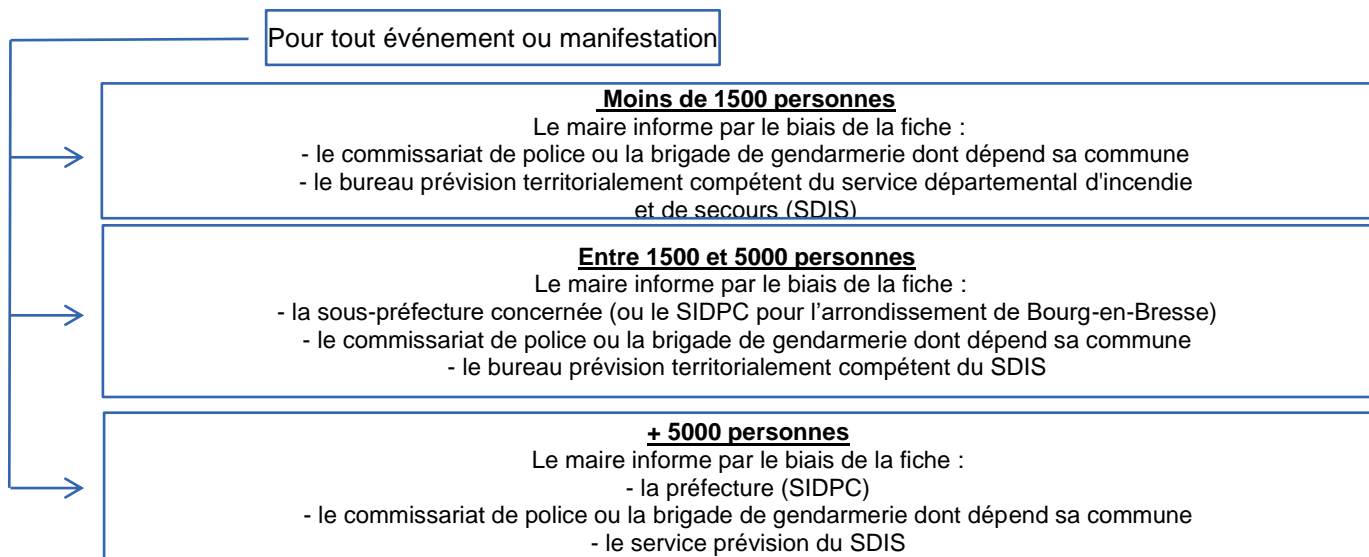 Pour tout événement ou manifestation
Moins de 1500 personnes
Le maire informe par le biais de la fiche :
- le commissariat de police ou la brigade de gendarmerie dont dépend sa commune
- le bureau prévision territorialement compétent du service départemental d'incendie
et de secours (SDIS)
Entre 1500 et 5000 personnes
Le maire informe par le biais de la fiche :
- la sous-préfecture concernée (ou le SIDPC pour l’arrondissement de Bourg-en-Bresse)
- le commissariat de police ou la brigade de gendarmerie dont dépend sa commune
- le bureau prévision territorialement compétent du SDIS
+ 5000 personnes
Le maire informe par le biais de la fiche :
- la préfecture (SIDPC)
- le commissariat de police ou la brigade de gendarmerie dont dépend sa commune
- le service prévision du SDIS